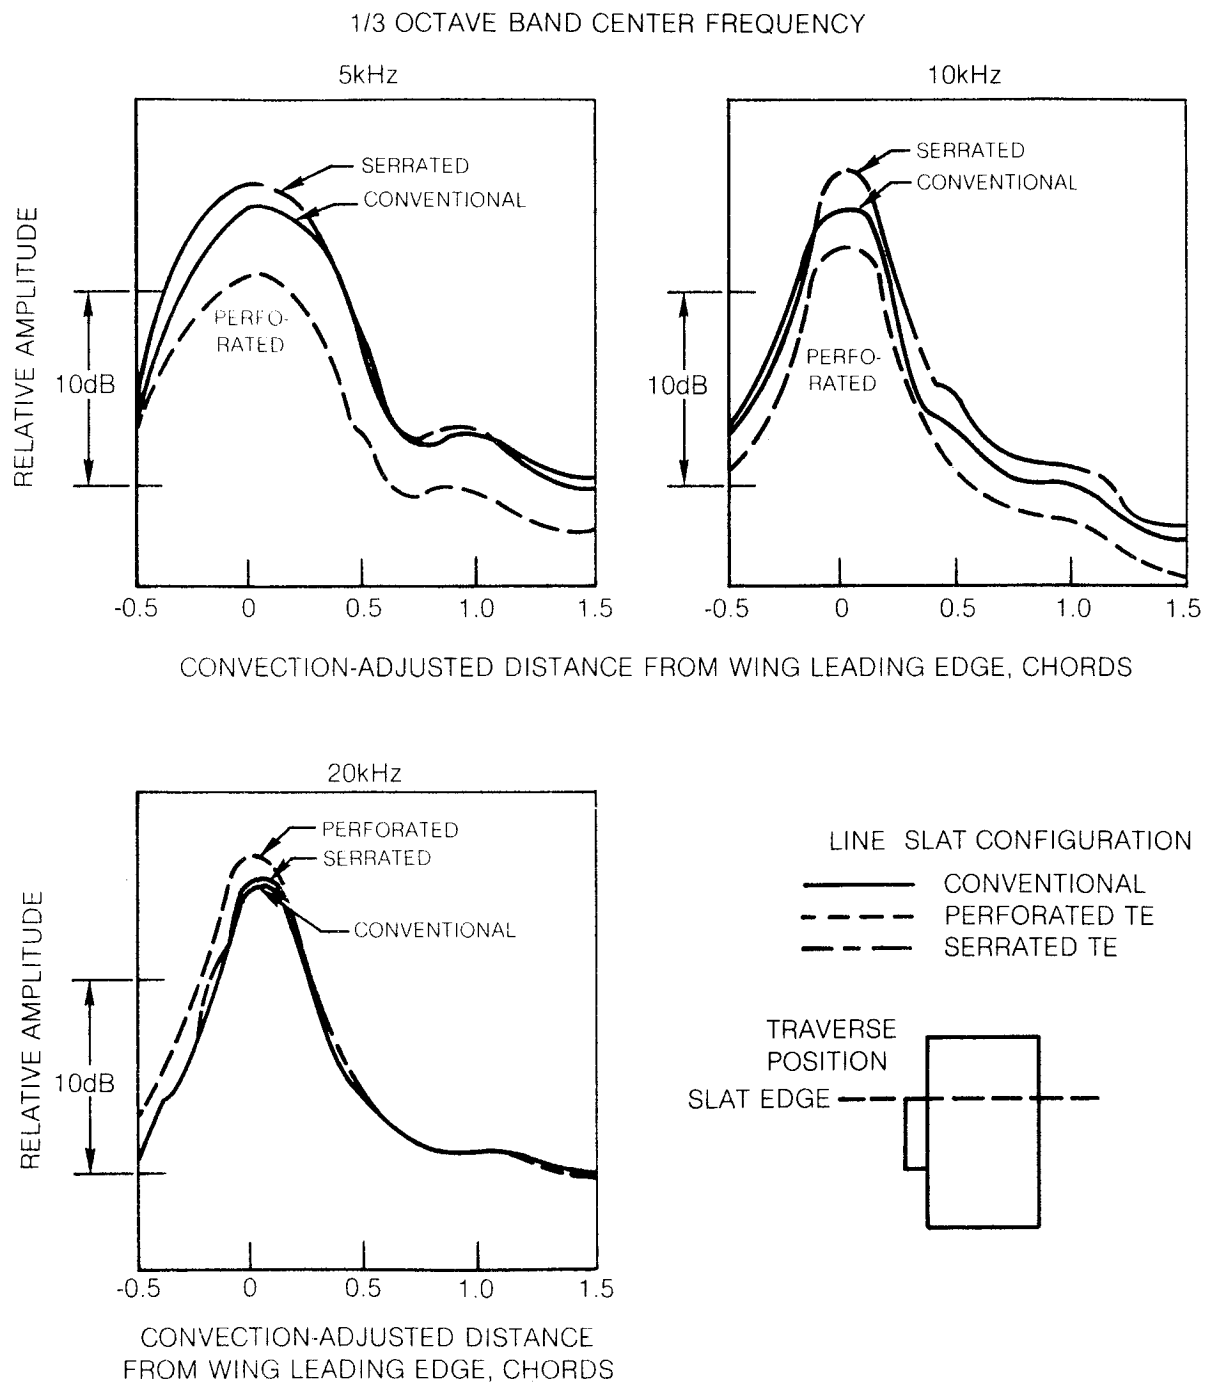 1/3 OCTAVE BAND CENTER FREQUENCY
5kHz
SERRATED
CONVENTIONAL
PERFO-
RATED
RELATIVE AMPLITUDE
10dB
-0.5 0 0.5 1.0 1.5
10kHz
SERRATED
CONVENTIONAL
PERFO-
RATED
10dB
-0.5 0 0.5 1.0 1.5
CONVECTION-ADJUSTED DISTANCE FROM WING LEADING EDGE, CHORDS
20kHz
PERFORATED
SERRATED
CONVENTIONAL
RELATIVE AMPLITUDE
10dB
-0.5 0 0.5 1.0 1.5
CONVECTION-ADJUSTED DISTANCE
FROM WING LEADING EDGE, CHORDS
LINE SLAT CONFIGURATION
CONVENTIONAL
PERFORATED TE
SERRATED TE
TRAVERSE
POSITION
SLAT EDGE